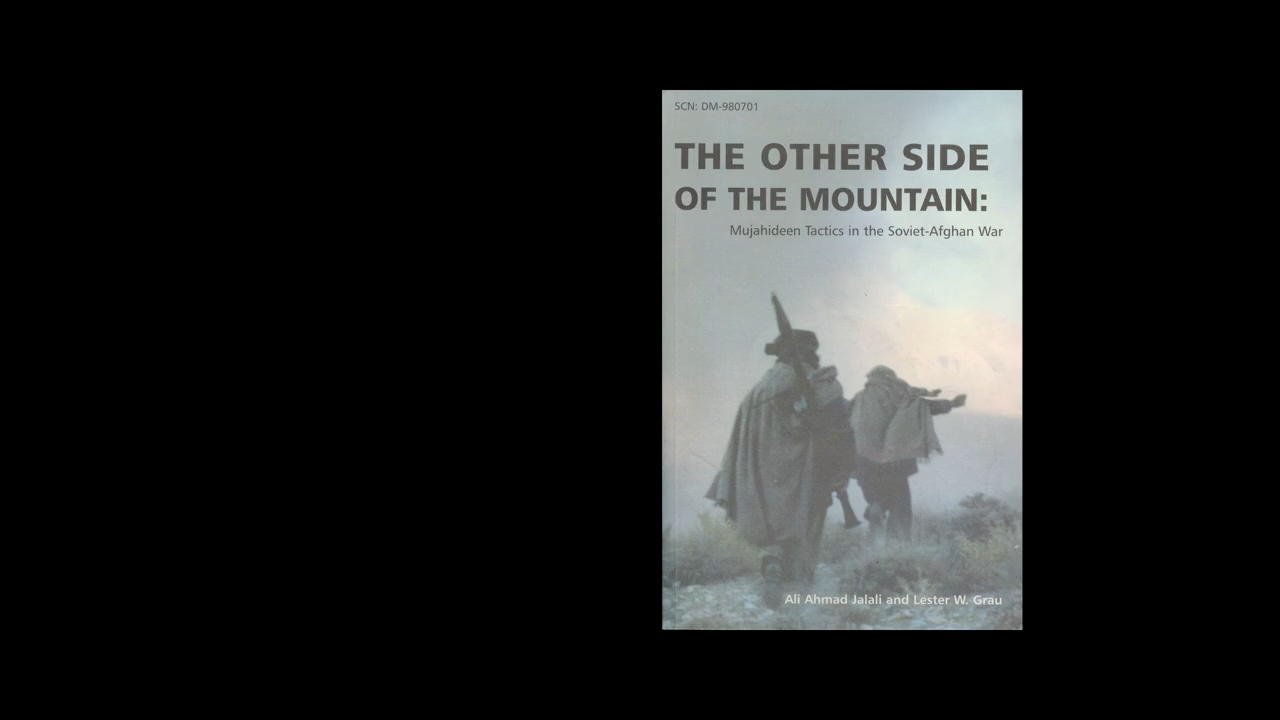 SCN: DM-980701
THE OTHER SIDE
OF THE MOUNTAIN:
Mujahideen Tactics in the Soviet-Afghan War
Ali Ahmad Jalali and Lester W. Grau